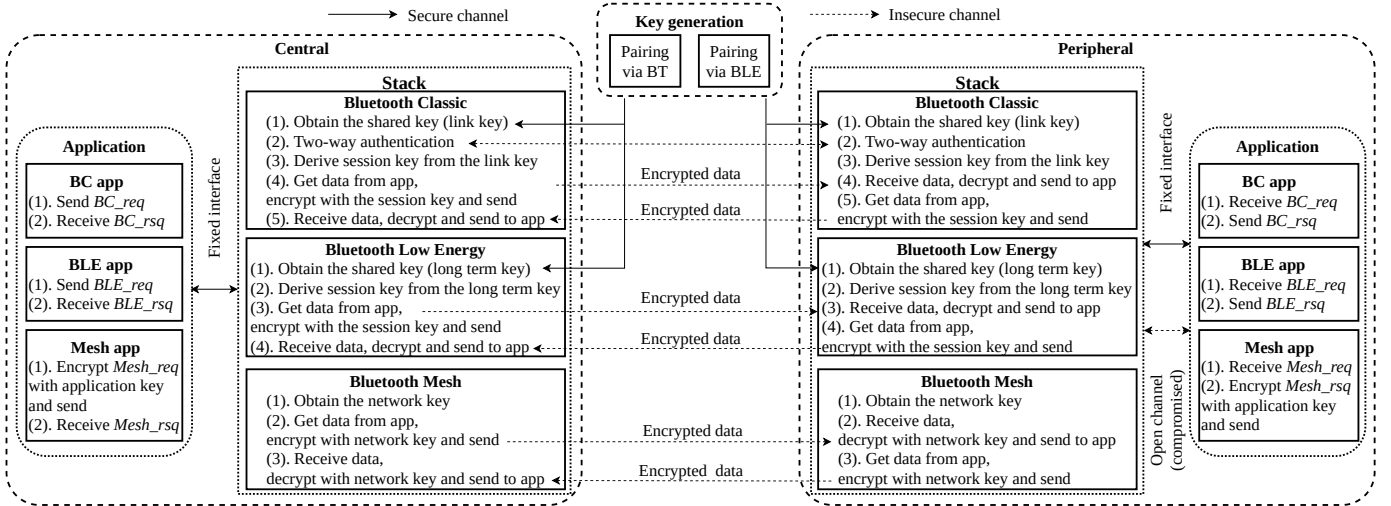 Secure channel
Key generation
Insecure channel
Pairing
via BT
Pairing
via BLE
Central
Stack
Bluetooth Classic
(1). Obtain the shared key (link key)
(2). Two-way authentication
(3). Derive session key from the link key
(4). Get data from app,
encrypt with the session key and send
(5). Receive data, decrypt and send to app
Bluetooth Low Energy
(1). Obtain the shared key (long term key)
(2). Derive session key from the long term key
(3). Get data from app,
encrypt with the session key and send
(4). Receive data, decrypt and send to app
Bluetooth Mesh
(1). Obtain the network key
(2). Get data from app,
encrypt with network key and send
(3). Receive data,
decrypt with network key and send to app
Application
BC app
(1). Send BC_req
(2). Receive BC_rsq
BLE app
(1). Send BLE_req
(2). Receive BLE_rsq
Mesh app
(1). Encrypt Mesh_req
with application key
and send
(2). Receive Mesh_rsq
Fixed interface
Encrypted data
Encrypted data
Encrypted data
Encrypted data
Encrypted data
Encrypted data
Peripheral
Stack
Bluetooth Classic
(1). Obtain the shared key (link key)
(2). Two-way authentication
(3). Derive session key from the link key
(4). Receive data, decrypt and send to app
(5). Get data from app,
encrypt with the session key and send
Bluetooth Low Energy
(1). Obtain the shared key (long term key)
(2). Derive session key from the long term key
(3). Receive data, decrypt and send to app
(4). Get data from app,
encrypt with the session key and send
Bluetooth Mesh
(1). Obtain the network key
(2). Receive data,
decrypt with network key and send to app
(3). Get data from app,
encrypt with network key and send
Fixed interface
Open channel
(compromised)
Application
BC app
(1). Receive BC_req
(2). Send BC_rsq
BLE app
(1). Receive BLE_req
(2). Send BLE_rsq
Mesh app
(1). Receive Mesh_req
(2). Encrypt Mesh_rsq
with application key
and send